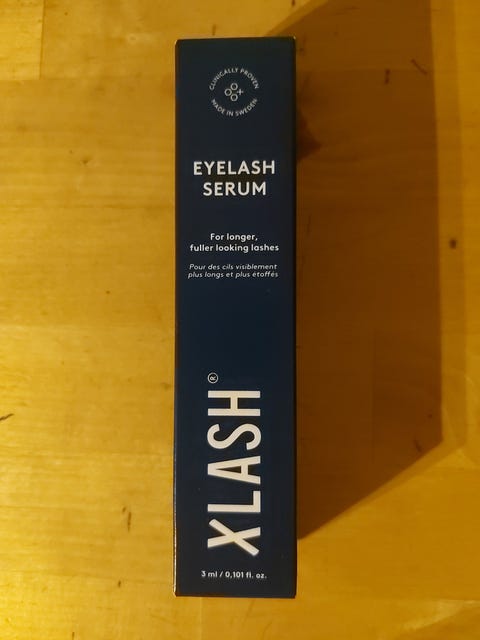 CLINICALLY PROVEN
MADE IN SWEDEN
EYELASH
SERUM
For longer,
fuller looking lashes
Pour des cils visiblement
plus longs et plus étoffés
XLASH®
3 ml / 0,101 fl. oz.